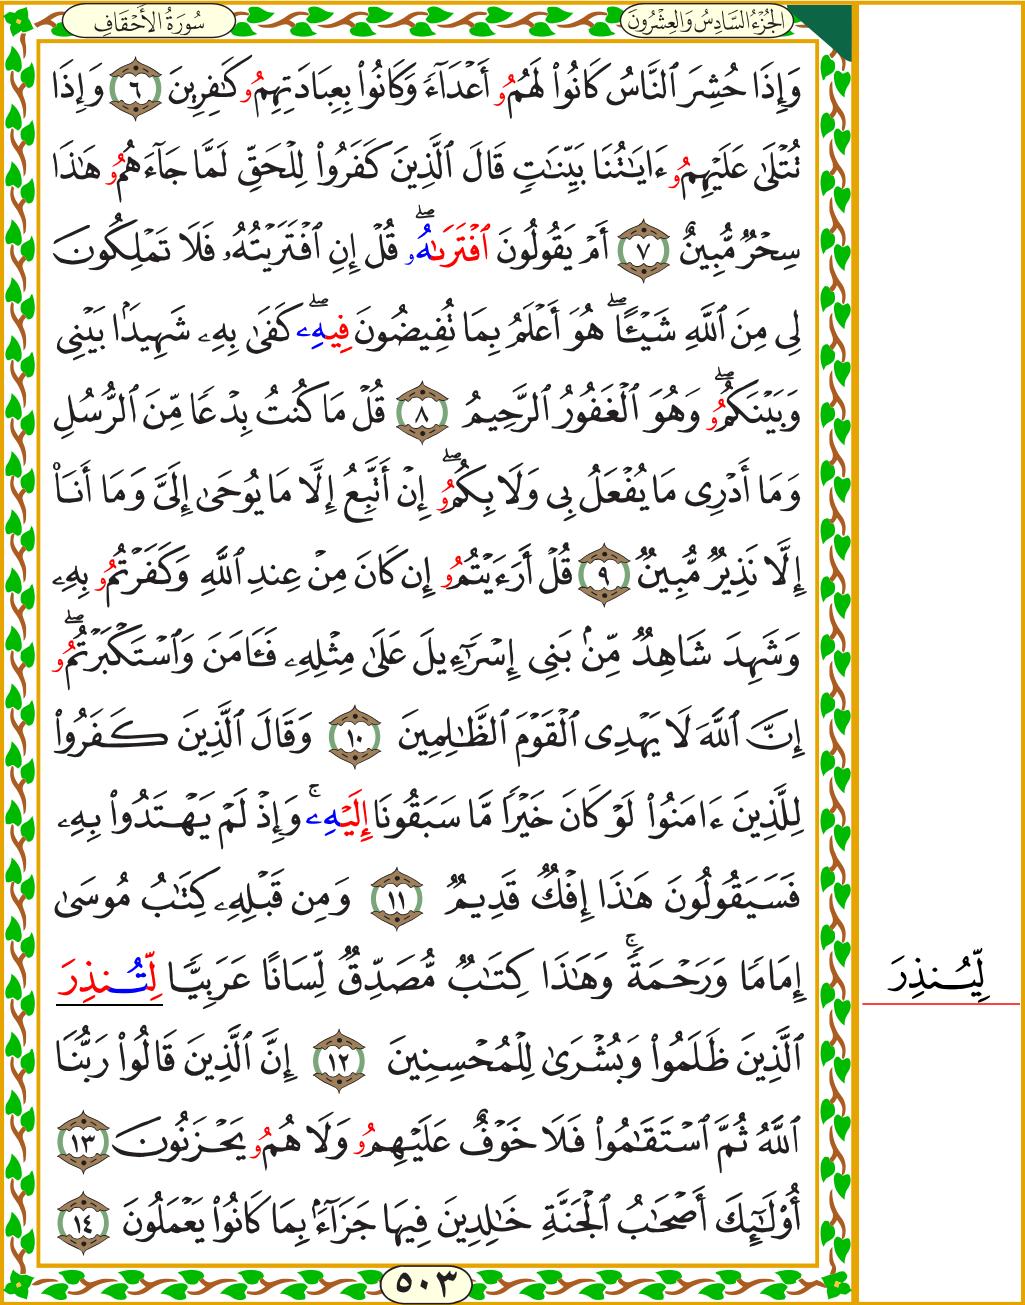 الجُزْءُ السَّادِسُ وَالعِشْرُونَ
سُورَةُ الأَحْقَافِ
وَإِذَا حُشِرَ ٱلنَّاسُ كَانُوا۟ لَهُمُۥ أَعْدَآءً وَكَانُوا۟ بِعِبَادَتِهِمُۥ كَـٰفِرِينَ ٦ وَإِذَا
تُتْلَىٰ عَلَيْهِمُۥ ءَايَـٰتُنَا بَيِّنَـٰتٍ قَالَ ٱلَّذِينَ كَفَرُوا۟ لِلْحَقِّ لَمَّا جَآءَهُمُۥ هَـٰذَا
سِحْرٌ مُّبِينٌ ٧ أَمْ يَقُولُونَ ٱفْتَرَىٰهُۥ ۖ قُلْ إِنِ ٱفْتَرَيْتُهُۥ فَلَا تَمْلِكُونَ
لِى مِنَ ٱللَّهِ شَيْـًٔا ۖ هُوَ أَعْلَمُ بِمَا تُفِيضُونَ فِيهِۦ ۖ كَفَىٰ بِهِۦ شَهِيدًۢا بَيْنِى
وَبَيْنَكُمُۥ ۖ وَهُوَ ٱلْغَفُورُ ٱلرَّحِيمُ ٨ قُلْ مَا كُنتُ بِدْعًا مِّنَ ٱلرُّسُلِ
وَمَا أَدْرِى مَا يُفْعَلُ بِى وَلَا بِكُمُۥ ۖ إِنْ أَتَّبِعُ إِلَّا مَا يُوحَىٰ إِلَىَّ وَمَا أَنَا۠
إِلَّا نَذِيرٌ مُّبِينٌ ٩ قُلْ أَرَءَيْتُمُۥ إِن كَانَ مِنْ عِندِ ٱللَّهِ وَكَفَرْتُمُۥ بِهِۦ
وَشَهِدَ شَاهِدٌ مِّنۢ بَنِى إِسْرَٰٓءِيلَ عَلَىٰ مِثْلِهِۦ فَـَٔامَنَ وَٱسْتَكْبَرْتُمُۥ ۖ
إِنَّ ٱللَّهَ لَا يَهْدِى ٱلْقَوْمَ ٱلظَّـٰلِمِينَ ١٠ وَقَالَ ٱلَّذِينَ كَفَرُوا۟
لِلَّذِينَ ءَامَنُوا۟ لَوْ كَانَ خَيْرًا مَّا سَبَقُونَا إِلَيْهِۦ ۚ وَإِذْ لَمْ يَهْتَدُوا۟ بِهِۦ
فَسَيَقُولُونَ هَـٰذَا إِفْكٌ قَدِيمٌ ١١ وَمِن قَبْلِهِۦ كِتَـٰبُ مُوسَىٰ
إِمَامًا وَرَحْمَةً ۚ وَهَـٰذَا كِتَـٰبٌ مُّصَدِّقٌ لِّسَانًا عَرَبِيًّا لِّتُنذِرَ
لِّيُنذِرَ
ٱلَّذِينَ ظَلَمُوا۟ وَبُشْرَىٰ لِلْمُحْسِنِينَ ١٢ إِنَّ ٱلَّذِينَ قَالُوا۟ رَبُّنَا
ٱللَّهُ ثُمَّ ٱسْتَقَـٰمُوا۟ فَلَا خَوْفٌ عَلَيْهِمُۥ وَلَا هُمُۥ يَحْزَنُونَ ١٣
أُو۟لَـٰٓئِكَ أَصْحَـٰبُ ٱلْجَنَّةِ خَـٰلِدِينَ فِيهَا جَزَآءًۢ بِمَا كَانُوا۟ يَعْمَلُونَ ١٤
٥٠٣